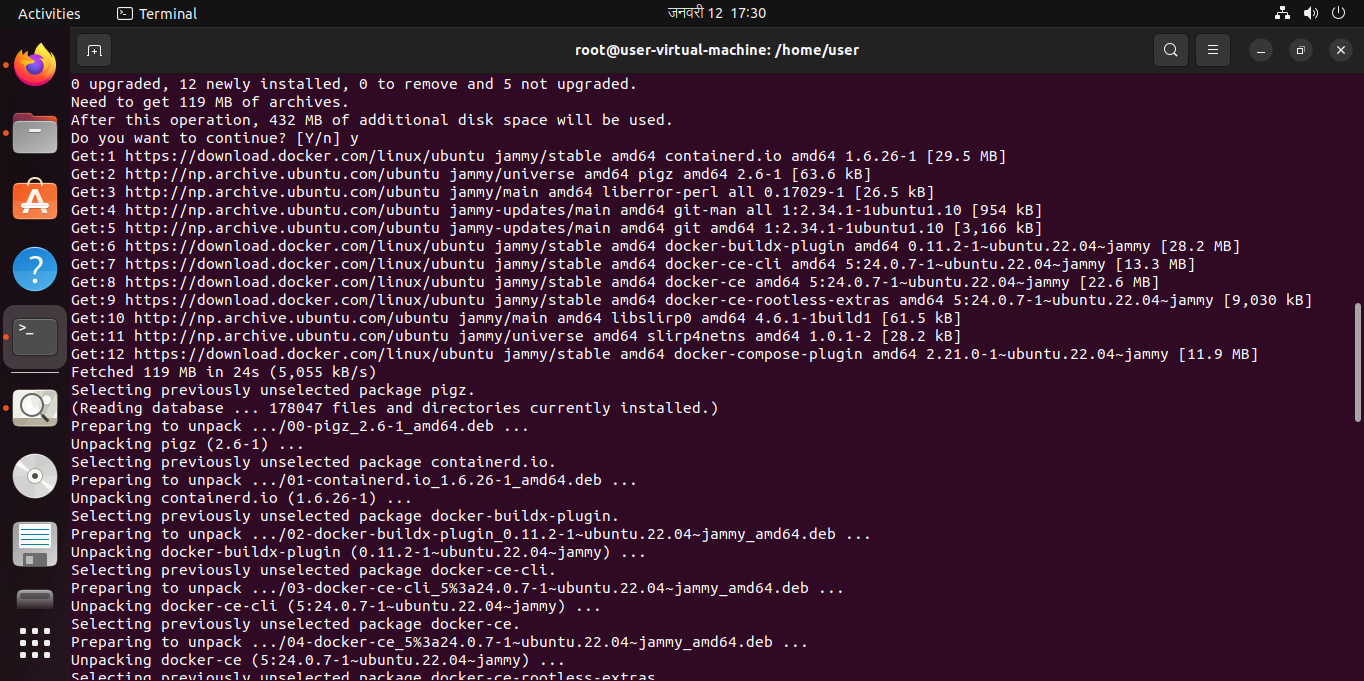 Activities
Terminal
जनवरी 12 17:30
root@user-virtual-machine: /home/user
0 upgraded, 12 newly installed, 0 to remove and 5 not upgraded.
Need to get 119 MB of archives.
After this operation, 432 MB of additional disk space will be used.
Do you want to continue? [Y/n] y
Get:1 https://download.docker.com/linux/ubuntu jammy/stable amd64 containerd.io amd64 1.6.26-1 [29.5 MB]
Get:2 http://np.archive.ubuntu.com/ubuntu jammy/universe amd64 pigz amd64 2.6-1 [63.6 kB]
Get:3 http://np.archive.ubuntu.com/ubuntu jammy/main amd64 liberror-perl all 0.17029-1 [26.5 kB]
Get:4 http://np.archive.ubuntu.com/ubuntu jammy-updates/main amd64 git-man all 1:2.34.1-1ubuntu1.10 [954 kB]
Get:5 http://np.archive.ubuntu.com/ubuntu jammy-updates/main amd64 git amd64 1:2.34.1-1ubuntu1.10 [3,166 kB]
Get:6 https://download.docker.com/linux/ubuntu jammy/stable amd64 docker-buildx-plugin amd64 0.11.2-1~ubuntu.22.04~jammy [28.2 MB]
Get:7 https://download.docker.com/linux/ubuntu jammy/stable amd64 docker-ce-cli amd64 5:24.0.7-1~ubuntu.22.04~jammy [13.3 MB]
Get:8 https://download.docker.com/linux/ubuntu jammy/stable amd64 docker-ce amd64 5:24.0.7-1~ubuntu.22.04~jammy [22.6 MB]
Get:9 https://download.docker.com/linux/ubuntu jammy/stable amd64 docker-ce-rootless-extras amd64 5:24.0.7-1~ubuntu.22.04~jammy [9,030 kB]
Get:10 http://np.archive.ubuntu.com/ubuntu jammy/main amd64 libslirp0 amd64 4.6.1-1build1 [61.5 kB]
Get:11 http://np.archive.ubuntu.com/ubuntu jammy/universe amd64 slirp4netns amd64 1.0.1-2 [28.2 kB]
Get:12 https://download.docker.com/linux/ubuntu jammy/stable amd64 docker-compose-plugin amd64 2.21.0-1~ubuntu.22.04~jammy [11.9 MB]
Fetched 119 MB in 24s (5,055 kB/s)
Selecting previously unselected package pigz.
(Reading database ... 178047 files and directories currently installed.)
Preparing to unpack .../00-pigz_2.6-1_amd64.deb ...
Unpacking pigz (2.6-1) ...
Selecting previously unselected package containerd.io.
Preparing to unpack .../01-containerd.io_1.6.26-1_amd64.deb ...
Unpacking containerd.io (1.6.26-1) ...
Selecting previously unselected package docker-buildx-plugin.
Preparing to unpack .../02-docker-buildx-plugin_0.11.2-1~ubuntu.22.04~jammy_amd64.deb ...
Unpacking docker-buildx-plugin (0.11.2-1~ubuntu.22.04~jammy) ...
Selecting previously unselected package docker-ce-cli.
Preparing to unpack .../03-docker-ce-cli_5%3a24.0.7-1~ubuntu.22.04~jammy_amd64.deb ...
Unpacking docker-ce-cli (5:24.0.7-1~ubuntu.22.04~jammy) ...
Selecting previously unselected package docker-ce.
Preparing to unpack .../04-docker-ce_5%3a24.0.7-1~ubuntu.22.04~jammy_amd64.deb ...
Unpacking docker-ce (5:24.0.7-1~ubuntu.22.04~jammy) ...
Selecting previously unselected package docker-ce-rootless-extras.